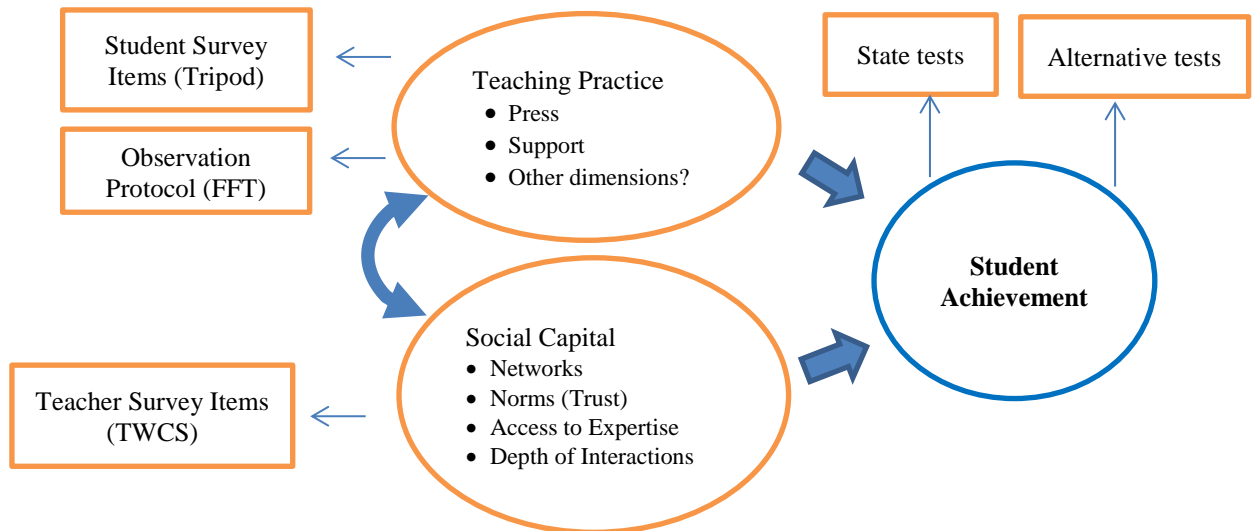 Student Survey
Items (Tripod)
Observation
Protocol (FFT)
Teaching Practice
• Press
• Support
• Other dimensions?
State tests
Alternative tests
Student
Achievement
Social Capital
• Networks
• Norms (Trust)
• Access to Expertise
• Depth of Interactions
Teacher Survey Items
(TWCS)